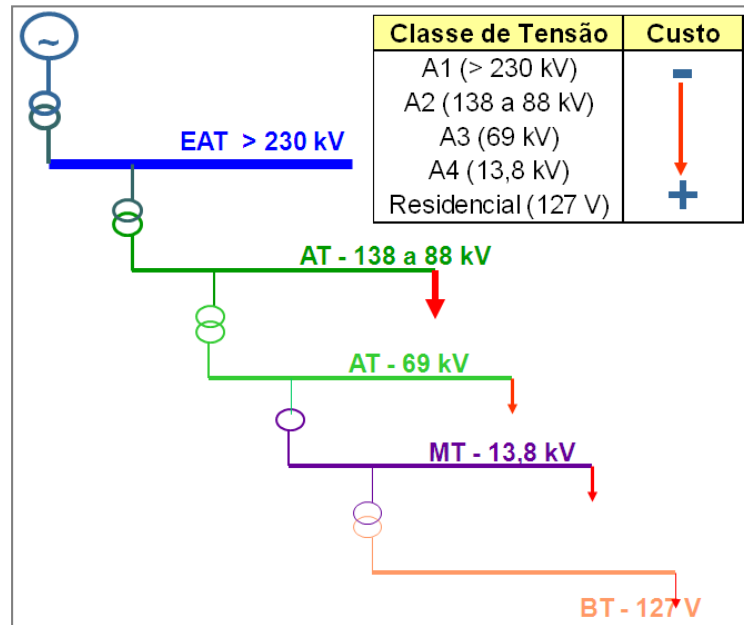 ~
Classe de Tensão Custo
A1 (> 230 kV) -
A2 (138 a 88 kV)
A3 (69 kV)
A4 (13,8 kV)
Residencial (127 V) +
EAT > 230 kV
AT - 138 a 88 kV
AT - 69 kV
MT - 13,8 kV
BT - 127 V